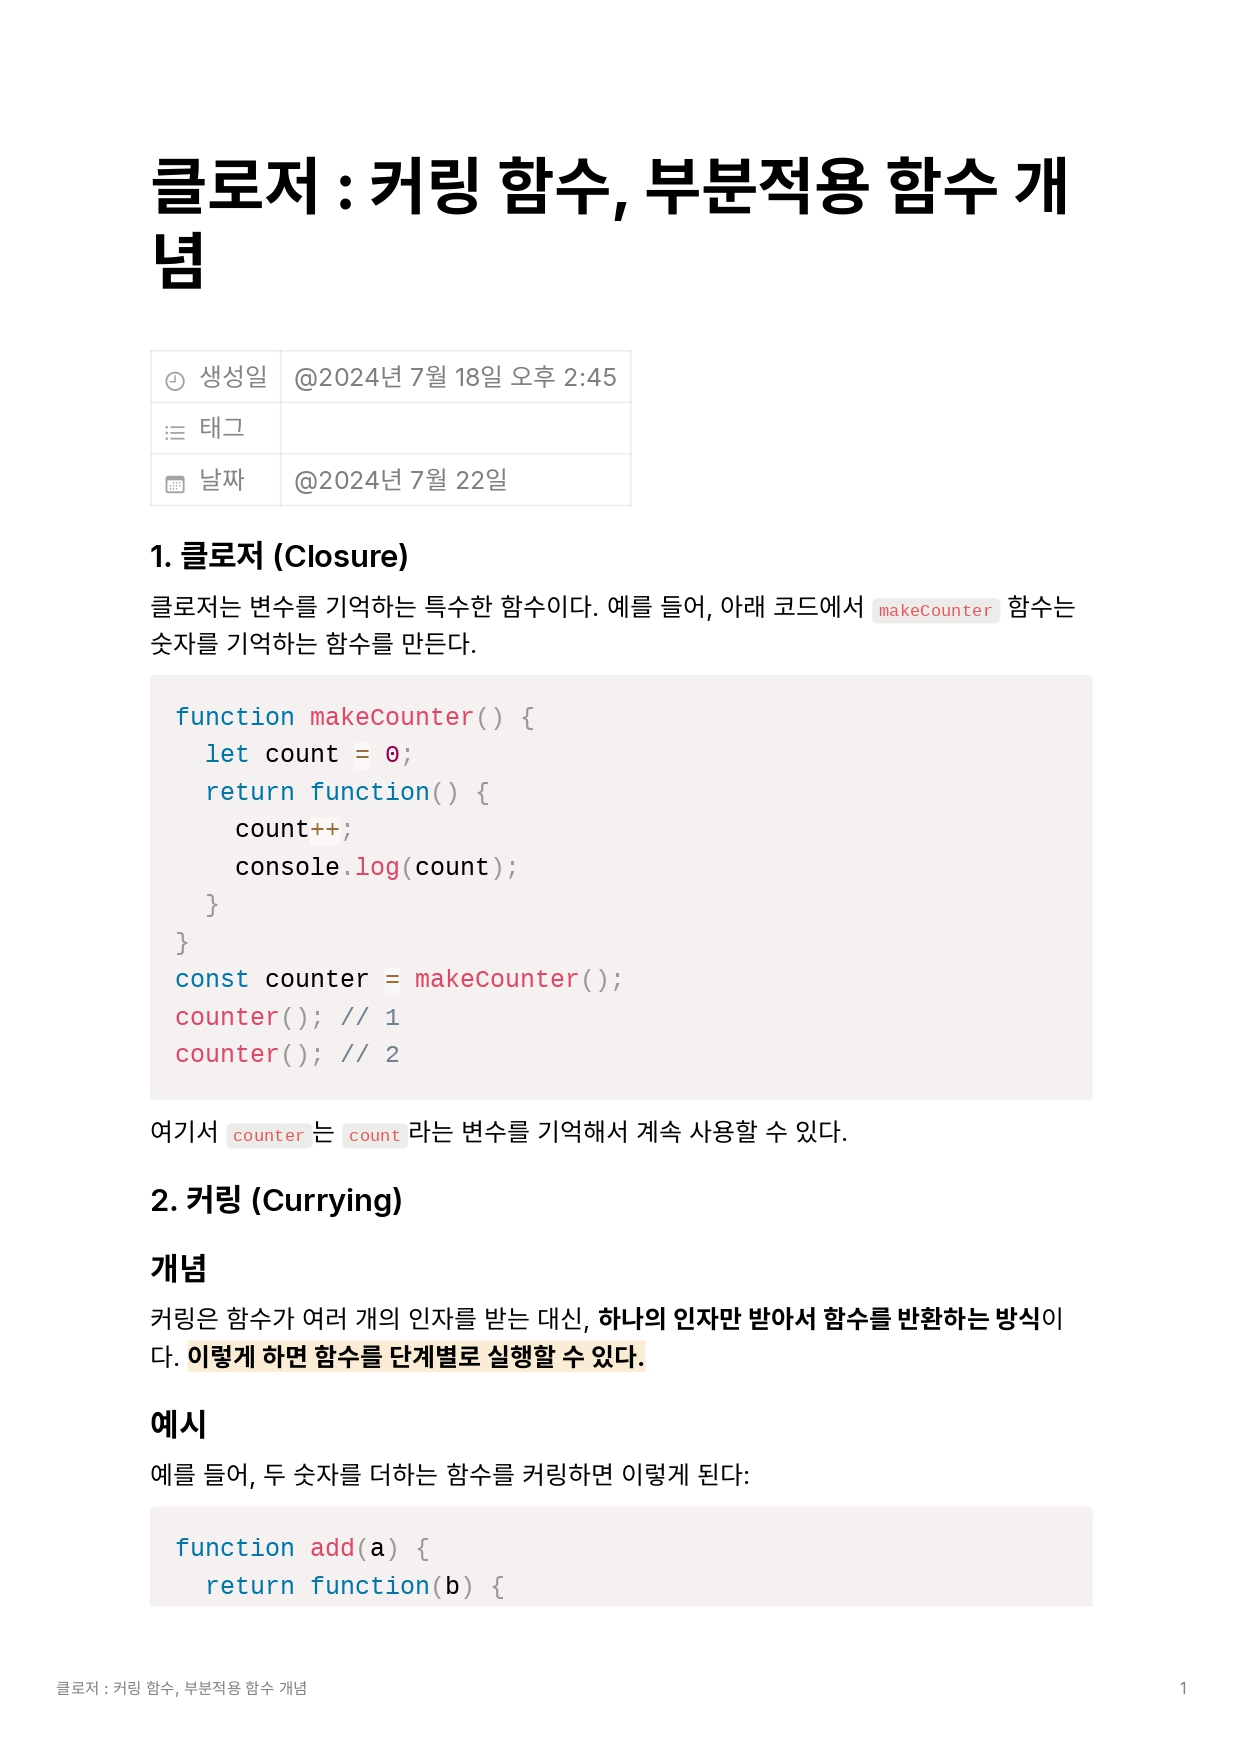 클로저 : 커링 함수, 부분적용 함수 개
념
생성일 @2024년 7월 18일 오후 2:45
태그
날짜 @2024년 7월 22일
1. 클로저 (Closure)
클로저는 변수를 기억하는 특수한 함수이다. 예를 들어, 아래 코드에서 makeCounter 함수는
숫자를 기억하는 함수를 만든다.
function makeCounter() {
  let count = 0;
  return function() {
    count++;
    console.log(count);
  }
}
const counter = makeCounter();
counter(); // 1
counter(); // 2
여기서 counter는 count라는 변수를 기억해서 계속 사용할 수 있다.
2. 커링 (Currying)
개념
커링은 함수가 여러 개의 인자를 받는 대신, 하나의 인자만 받아서 함수를 반환하는 방식이
다. 이렇게 하면 함수를 단계별로 실행할 수 있다.
예시
예를 들어, 두 숫자를 더하는 함수를 커링하면 이렇게 된다:
function add(a) {
  return function(b) {
클로저 : 커링 함수, 부분적용 함수 개념 1